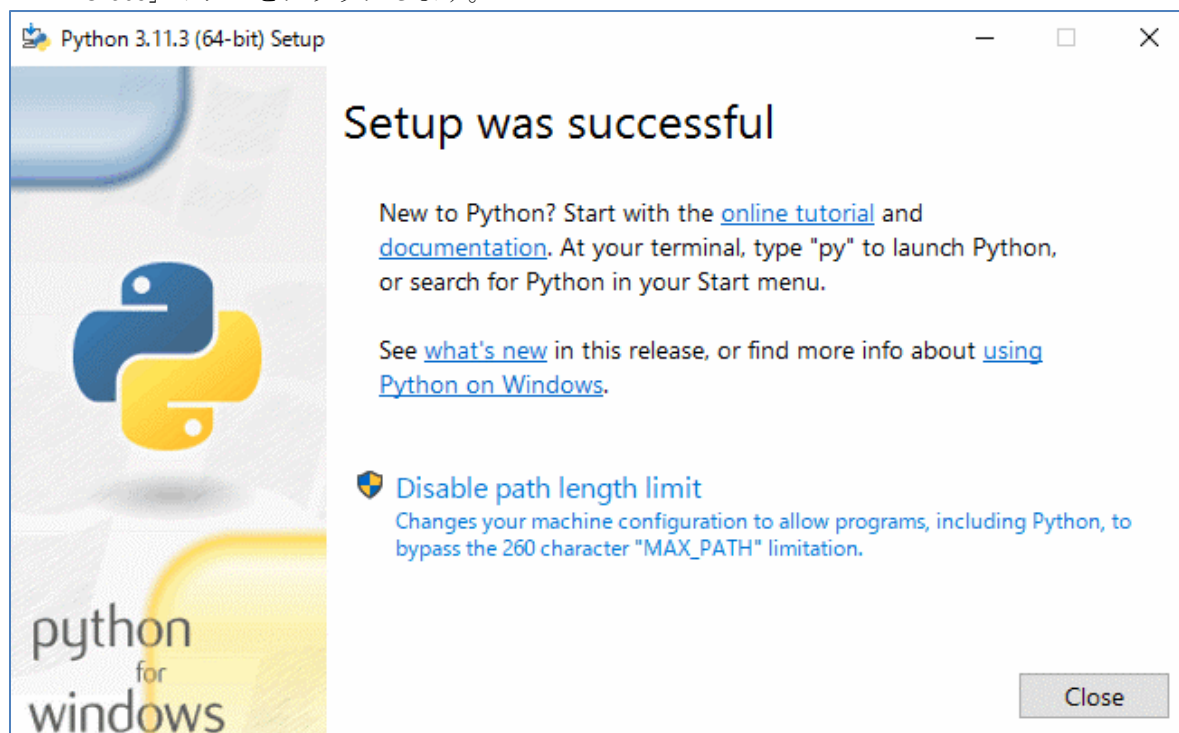 Python 3.11.3 (64-bit) Setup
Setup was successful
New to Python? Start with the online tutorial and
documentation. At your terminal, type "py" to launch Python,
or search for Python in your Start menu.
See what's new in this release, or find more info about using
Python on Windows.
Disable path length limit
Changes your machine configuration to allow programs, including Python, to
bypass the 260 character "MAX_PATH" limitation.
python
for
windows
Close